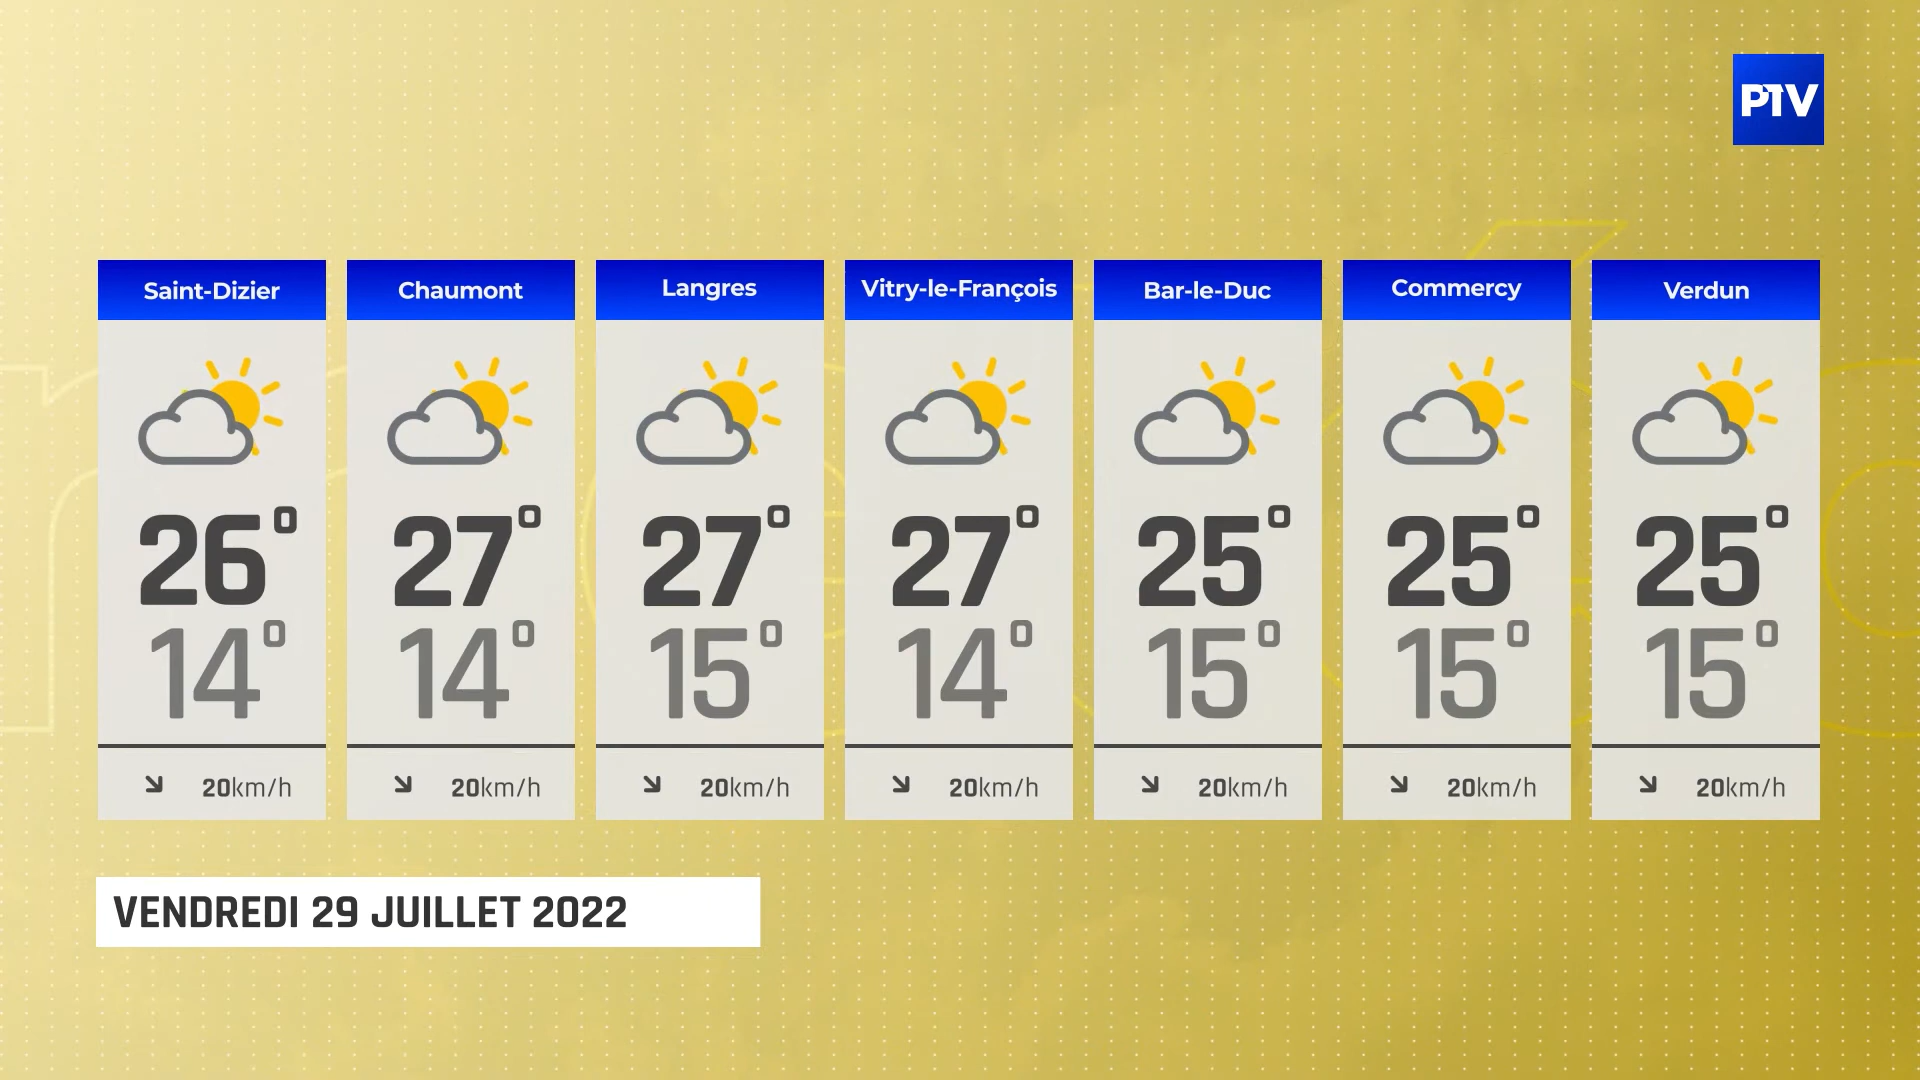 PTV
Saint-Dizier
26°
14°
20km/h
Chaumont
27°
14°
20km/h
Langres
27°
15°
20km/h
Vitry-le-François
27°
14°
20km/h
Bar-le-Duc
25°
15°
20km/h
Commercy
25°
15°
20km/h
Verdun
25°
15°
20km/h
VENDREDI 29 JUILLET 2022